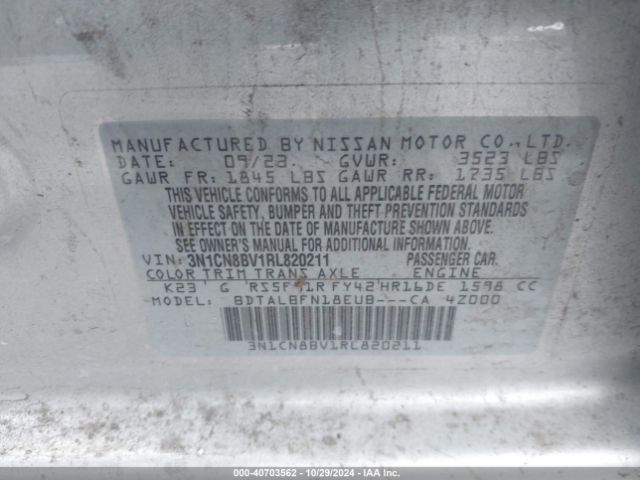 MANUFACTURED BY NISSAN MOTOR CO., LTD.
DATE: 09/23 GVWR: 3523 LBS
GAWR FR: 1845 LBS GAWR RR: 1735 LBS
THIS VEHICLE CONFORMS TO ALL APPLICABLE FEDERAL MOTOR
VEHICLE SAFETY, BUMPER AND THEFT PREVENTION STANDARDS
IN EFFECT ON THE DATE OF MANUFACTURE SHOWN ABOVE.
SEE OWNER'S MANUAL FOR ADDITIONAL INFORMATION.
VIN: 3N1CN8BV1RL820211 PASSENGER CAR.
COLOR TRIM TRANS AXLE ENGINE
K23 G RS5F91R FY42 HR16DE 1598 CC
MODEL: BDTALBFN18EUB---CA 4Z000
3N1CN8BV1RL820211
000-40703562 | 10/29/2024 | IAA Inc.